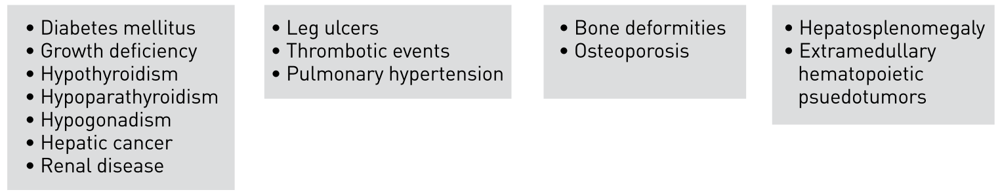 • Diabetes mellitus
• Growth deficiency
• Hypothyroidism
• Hypoparathyroidism
• Hypogonadism
• Hepatic cancer
• Renal disease
• Leg ulcers
• Thrombotic events
• Pulmonary hypertension
• Bone deformities
• Osteoporosis
• Hepatosplenomegaly
• Extramedullary
hematopoietic
psuedotumors